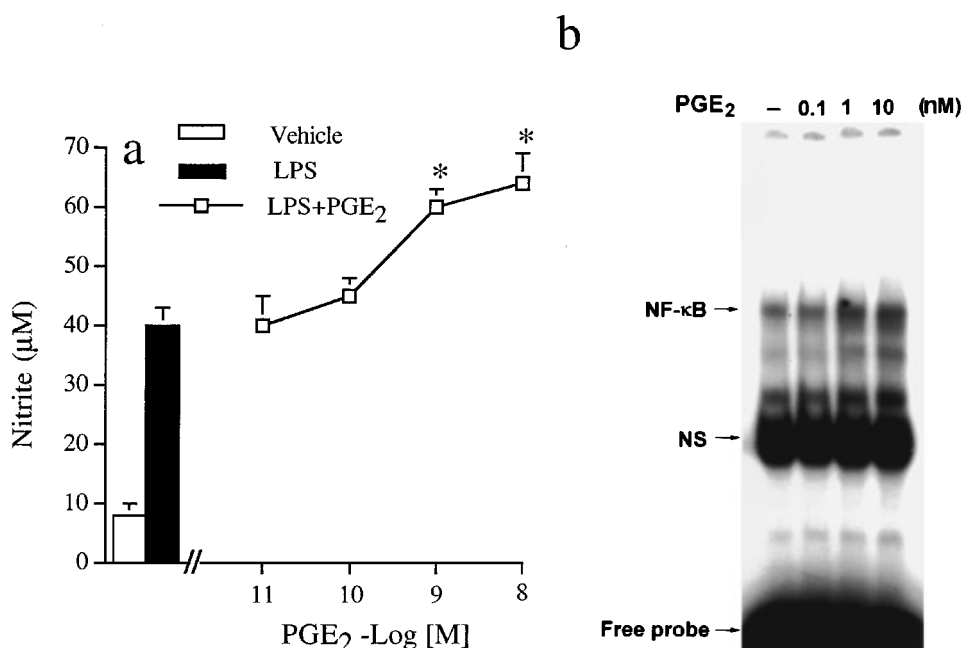 a
Vehicle
LPS
LPS+PGE₂
70
60
50
40
30
20
10
0
Nitrite (µM)
* *
11 10 9 8
PGE₂ -Log [M]
b
PGE₂ – 0.1 1 10 (nM)
NF-κB
NS
Free probe